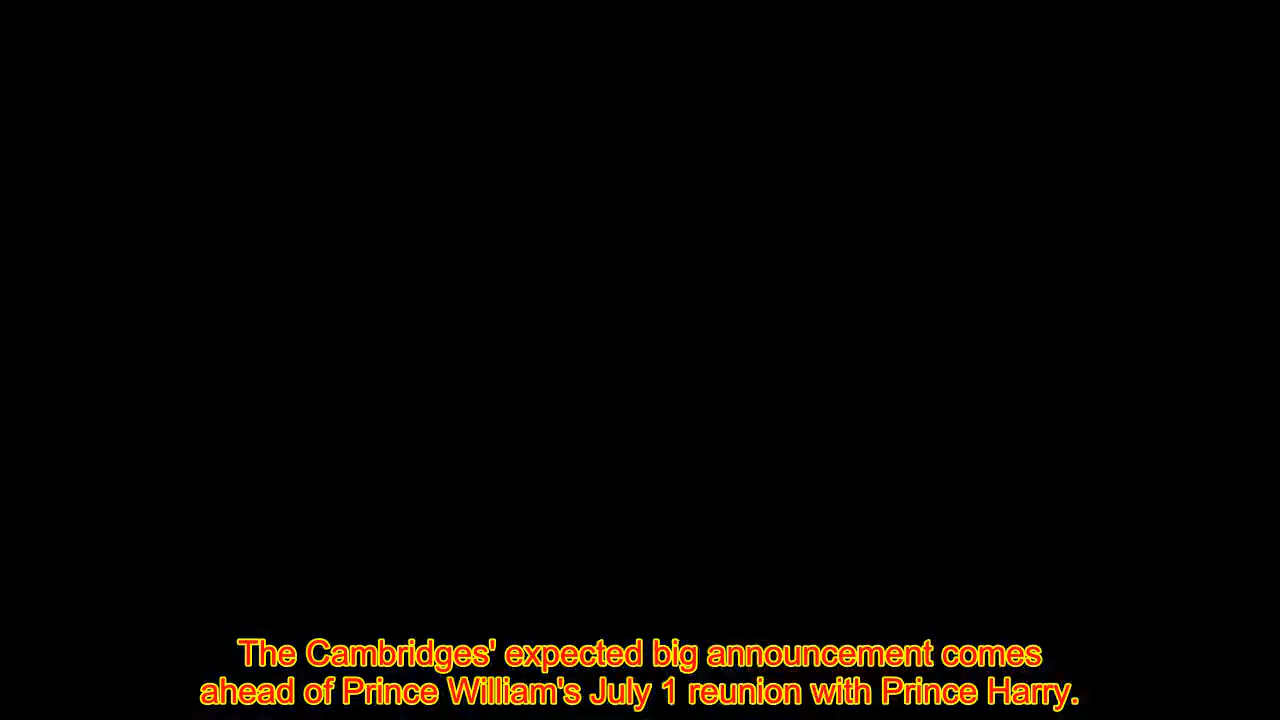 The Cambridges' expected big announcement comes
ahead of Prince William's July 1 reunion with Prince Harry.